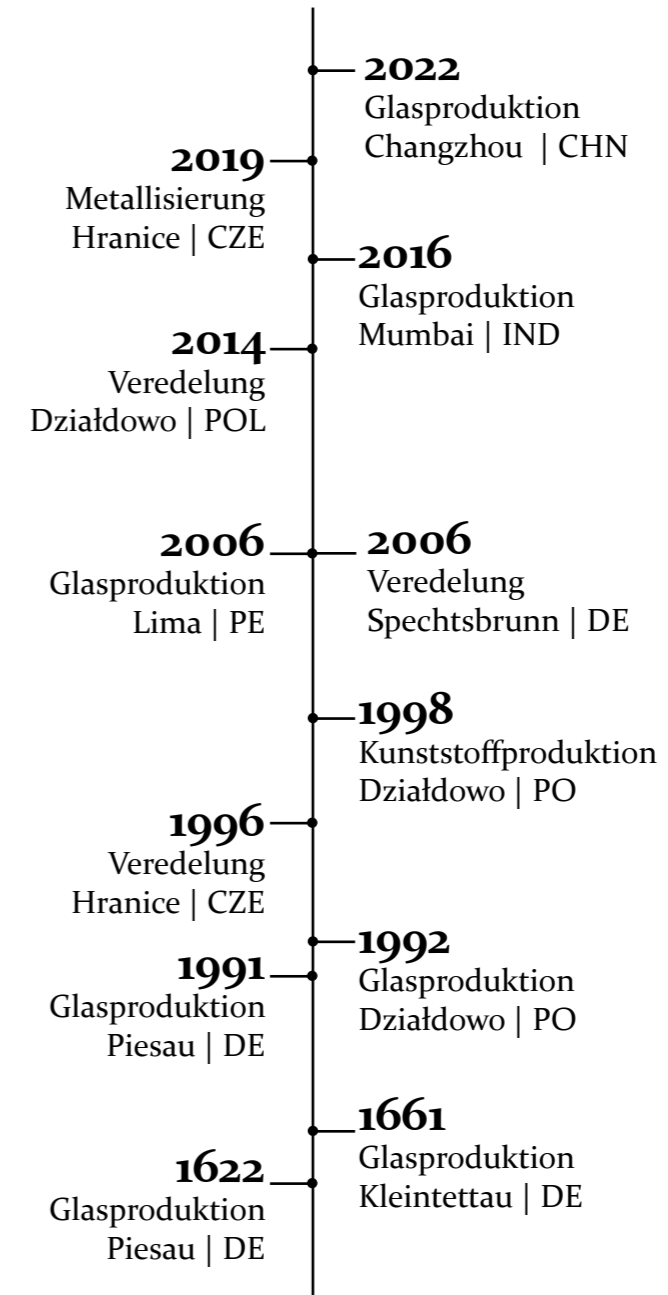 2022
Glasproduktion
Changzhou | CHN
2019
Metallisierung
Hranice | CZE
2016
Glasproduktion
Mumbai | IND
2014
Veredelung
Działdowo | POL
2006
Glasproduktion
Lima | PE
2006
Veredelung
Spechtsbrunn | DE
1998
Kunststoffproduktion
Działdowo | PO
1996
Veredelung
Hranice | CZE
1992
Glasproduktion
Działdowo | PO
1991
Glasproduktion
Piesau | DE
1661
Glasproduktion
Kleintettau | DE
1622
Glasproduktion
Piesau | DE